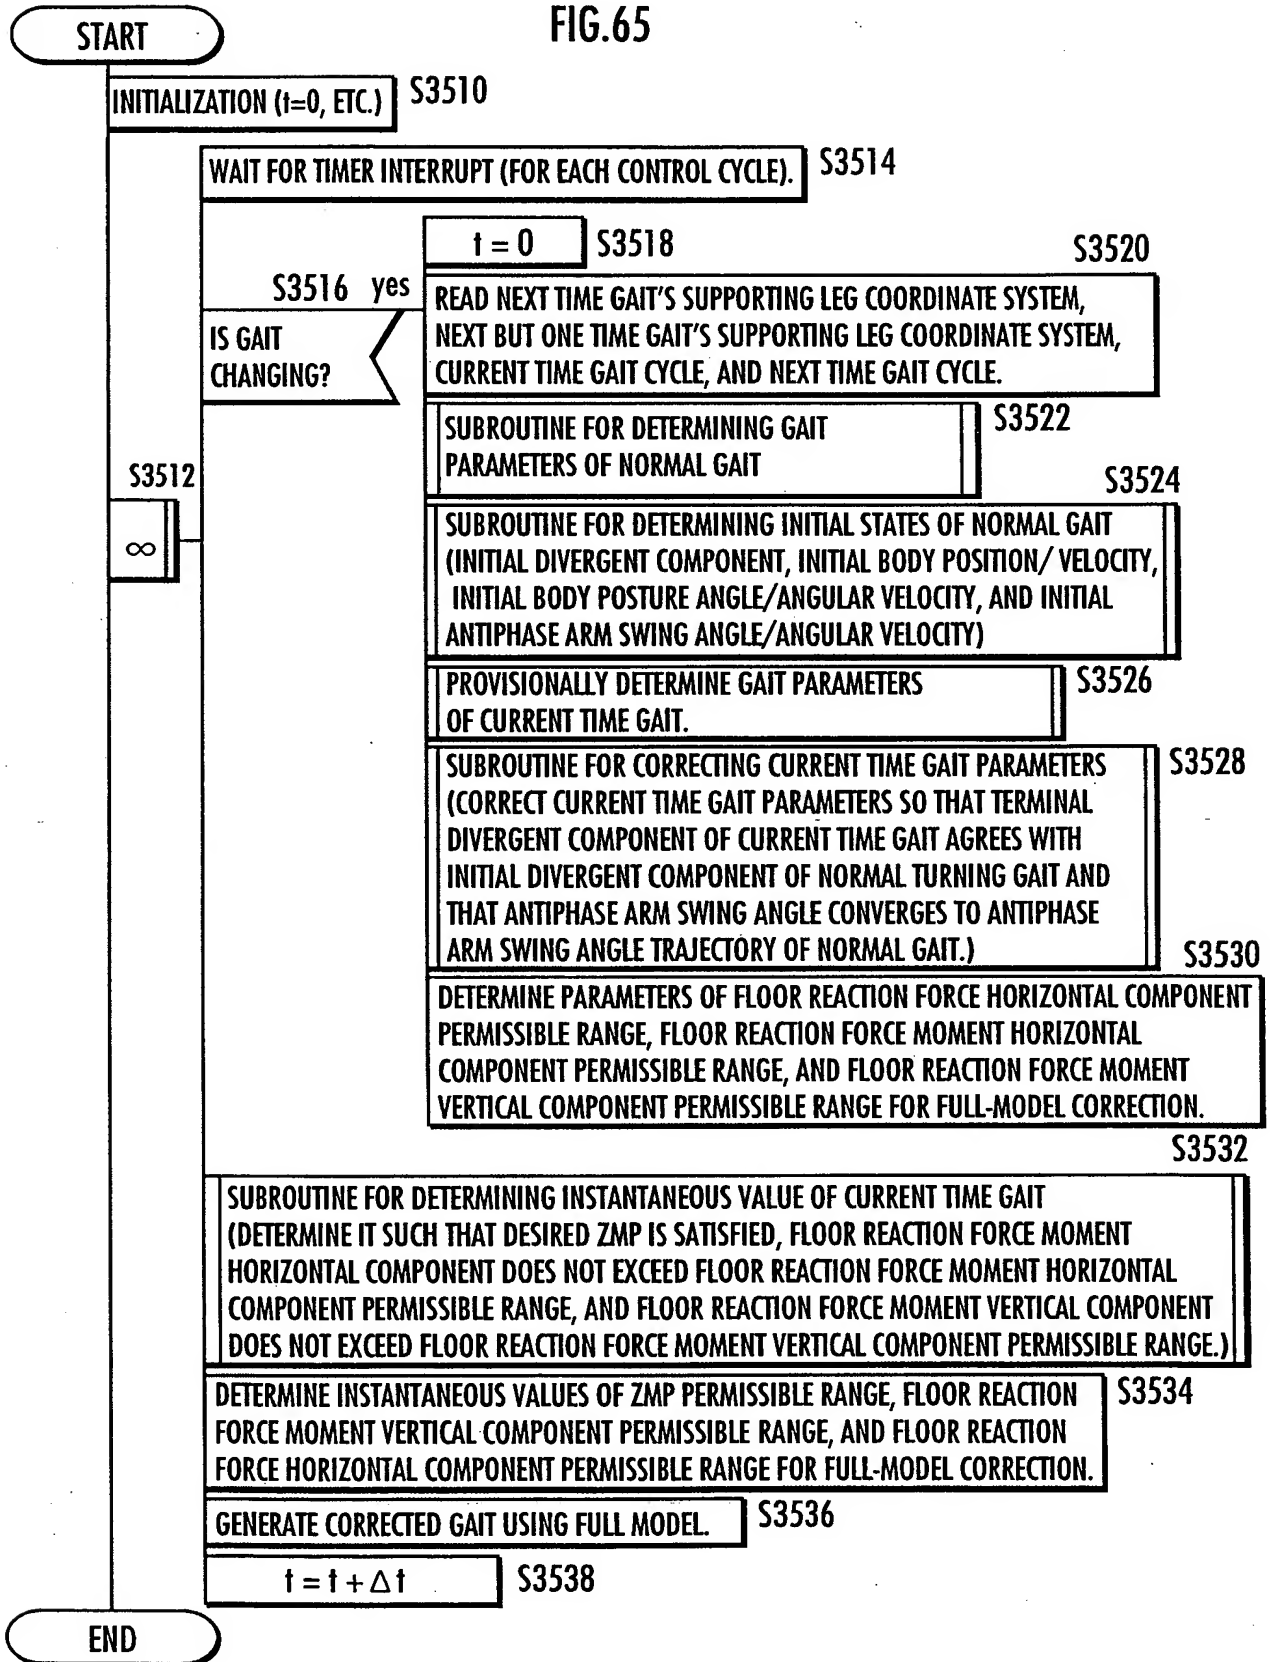 FIG.65
START
INITIALIZATION (t=0, ETC.)
S3510
WAIT FOR TIMER INTERRUPT (FOR EACH CONTROL CYCLE).
S3514
t = 0
S3518
S3520
S3516 yes
IS GAIT
CHANGING?
READ NEXT TIME GAIT'S SUPPORTING LEG COORDINATE SYSTEM,
NEXT BUT ONE TIME GAIT'S SUPPORTING LEG COORDINATE SYSTEM,
CURRENT TIME GAIT CYCLE, AND NEXT TIME GAIT CYCLE.
SUBROUTINE FOR DETERMINING GAIT
PARAMETERS OF NORMAL GAIT
S3522
S3512
∞
S3524
SUBROUTINE FOR DETERMINING INITIAL STATES OF NORMAL GAIT
(INITIAL DIVERGENT COMPONENT, INITIAL BODY POSITION/ VELOCITY,
INITIAL BODY POSTURE ANGLE/ANGULAR VELOCITY, AND INITIAL
ANTIPHASE ARM SWING ANGLE/ANGULAR VELOCITY)
PROVISIONALLY DETERMINE GAIT PARAMETERS
OF CURRENT TIME GAIT.
S3526
SUBROUTINE FOR CORRECTING CURRENT TIME GAIT PARAMETERS
(CORRECT CURRENT TIME GAIT PARAMETERS SO THAT TERMINAL
DIVERGENT COMPONENT OF CURRENT TIME GAIT AGREES WITH
INITIAL DIVERGENT COMPONENT OF NORMAL TURNING GAIT AND
THAT ANTIPHASE ARM SWING ANGLE CONVERGES TO ANTIPHASE
ARM SWING ANGLE TRAJECTORY OF NORMAL GAIT.)
S3528
S3530
DETERMINE PARAMETERS OF FLOOR REACTION FORCE HORIZONTAL COMPONENT
PERMISSIBLE RANGE, FLOOR REACTION FORCE MOMENT HORIZONTAL
COMPONENT PERMISSIBLE RANGE, AND FLOOR REACTION FORCE MOMENT
VERTICAL COMPONENT PERMISSIBLE RANGE FOR FULL-MODEL CORRECTION.
S3532
SUBROUTINE FOR DETERMINING INSTANTANEOUS VALUE OF CURRENT TIME GAIT
(DETERMINE IT SUCH THAT DESIRED ZMP IS SATISFIED, FLOOR REACTION FORCE MOMENT
HORIZONTAL COMPONENT DOES NOT EXCEED FLOOR REACTION FORCE MOMENT HORIZONTAL
COMPONENT PERMISSIBLE RANGE, AND FLOOR REACTION FORCE MOMENT VERTICAL COMPONENT
DOES NOT EXCEED FLOOR REACTION FORCE MOMENT VERTICAL COMPONENT PERMISSIBLE RANGE.)
DETERMINE INSTANTANEOUS VALUES OF ZMP PERMISSIBLE RANGE, FLOOR REACTION
FORCE MOMENT VERTICAL COMPONENT PERMISSIBLE RANGE, AND FLOOR REACTION
FORCE HORIZONTAL COMPONENT PERMISSIBLE RANGE FOR FULL-MODEL CORRECTION.
S3534
GENERATE CORRECTED GAIT USING FULL MODEL.
S3536
t = t + Δt
S3538
END